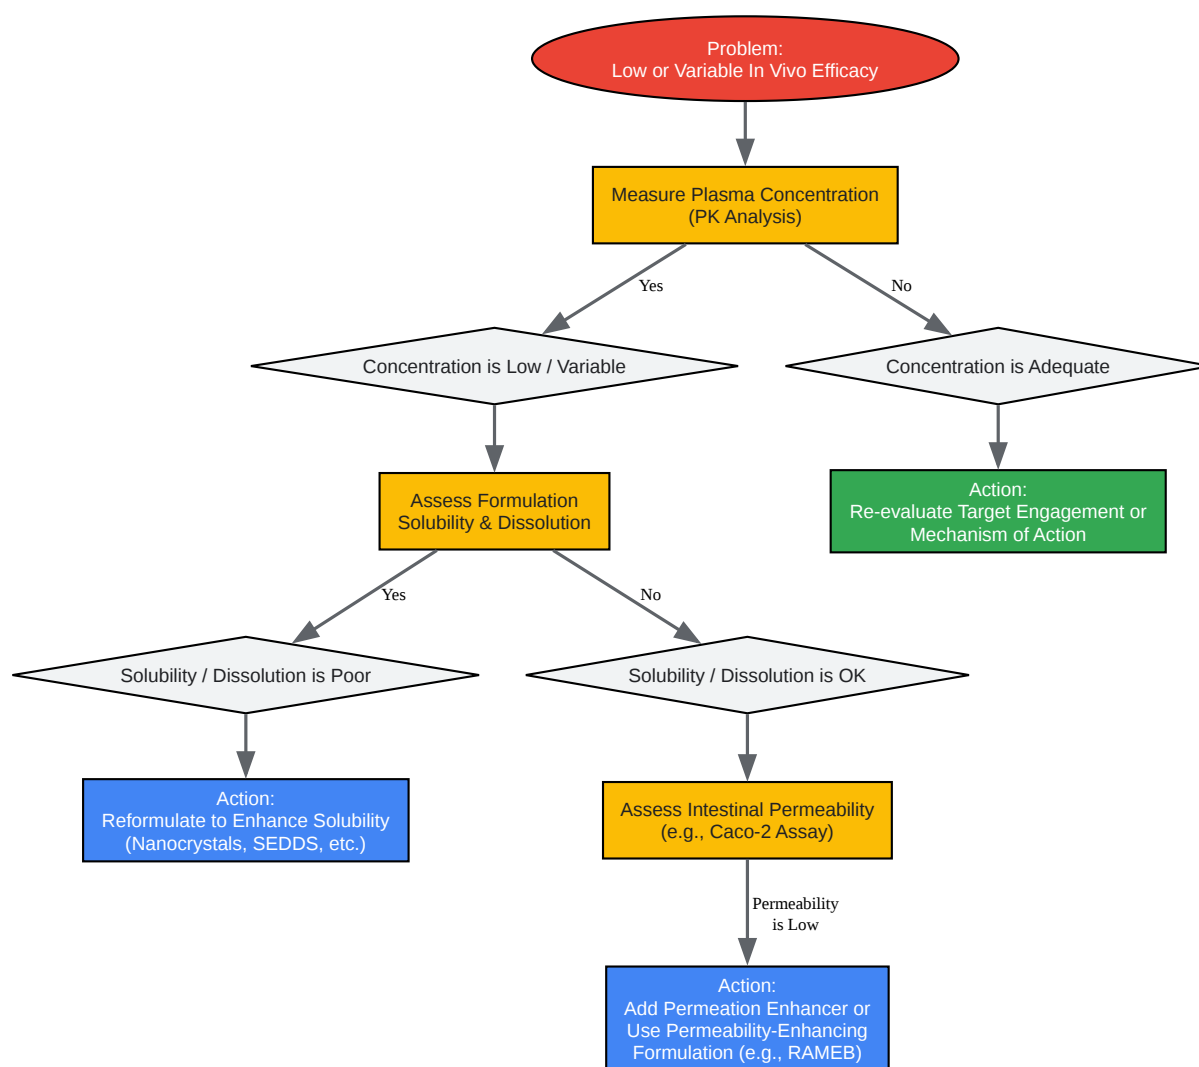 Problem:
Low or Variable In Vivo Efficacy
Measure Plasma Concentration
(PK Analysis)
Yes
No
Concentration is Low / Variable
Concentration is Adequate
Assess Formulation
Solubility & Dissolution
Action:
Re-evaluate Target Engagement or
Mechanism of Action
Yes
No
Solubility / Dissolution is Poor
Solubility / Dissolution is OK
Action:
Reformulate to Enhance Solubility
(Nanocrystals, SEDDS, etc.)
Assess Intestinal Permeability
(e.g., Caco-2 Assay)
Permeability
is Low
Action:
Add Permeation Enhancer or
Use Permeability-Enhancing
Formulation (e.g., RAMEB)